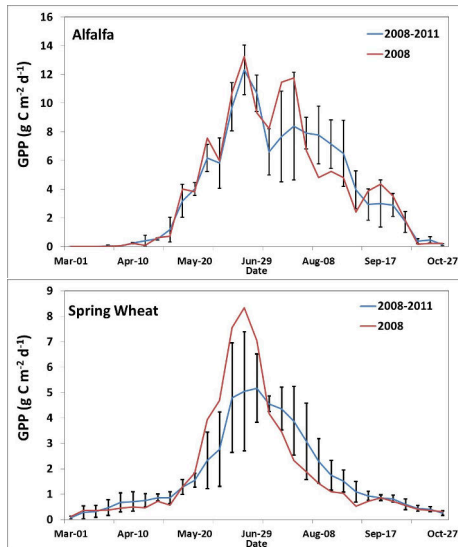 Alfalfa
2008-2011
2008
GPP (g C m⁻² d⁻¹)
16
14
12
10
8
6
4
2
0
Mar-01 Apr-10 May-20 Jun-29 Aug-08 Sep-17 Oct-27
Date
Spring Wheat
2008-2011
2008
GPP (g C m⁻² d⁻¹)
9
8
7
6
5
4
3
2
1
0
Mar-01 Apr-10 May-20 Jun-29 Aug-08 Sep-17 Oct-27
Date